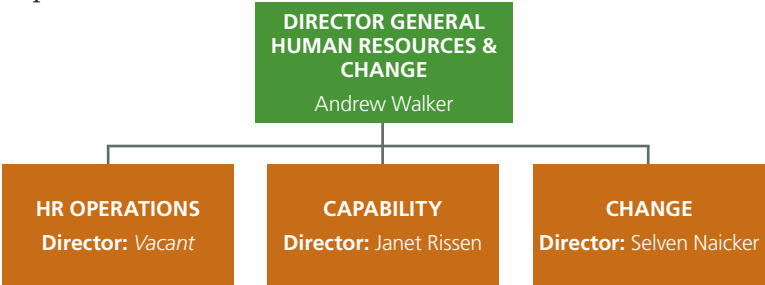 DIRECTOR GENERAL
HUMAN RESOURCES &
CHANGE
Andrew Walker
HR OPERATIONS
Director: Vacant
CAPABILITY
Director: Janet Rissen
CHANGE
Director: Selven Naicker